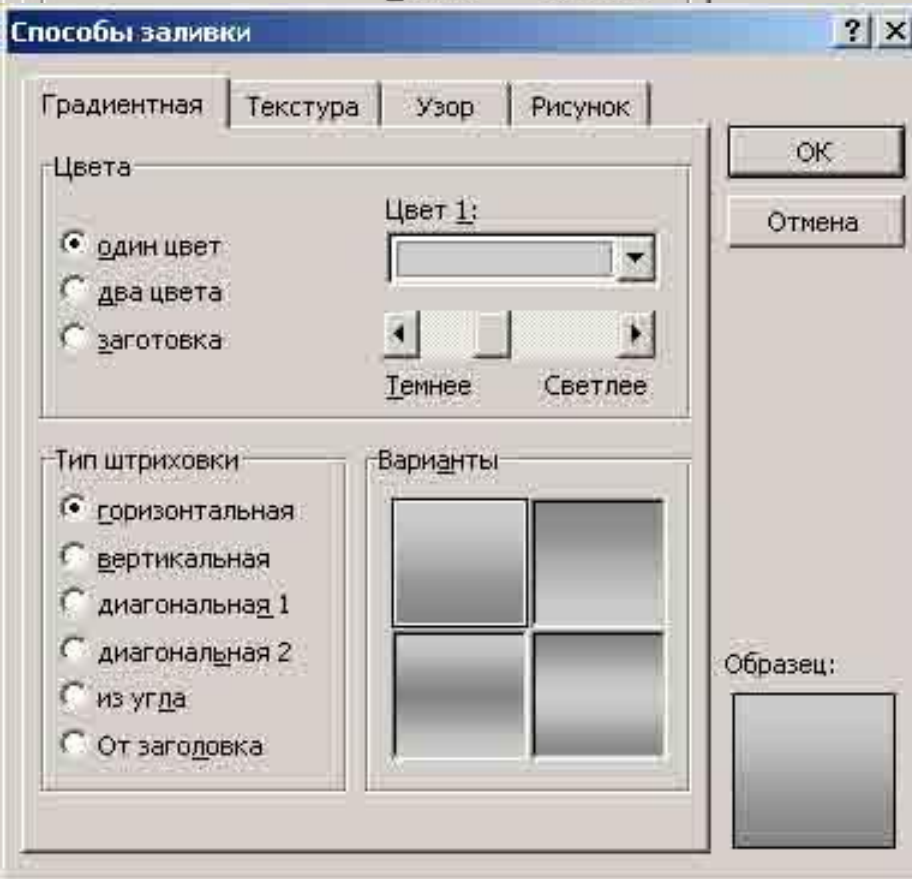 Способы заливки
Градиентная Текстура Узор Рисунок
ОК
Отмена
Цвета
один цвет
два цвета
заготовка
Цвет 1:
Темнее Светлее
Тип штриховки
горизонтальная
вертикальная
диагональная 1
диагональная 2
из угла
От заголовка
Варианты
Образец: